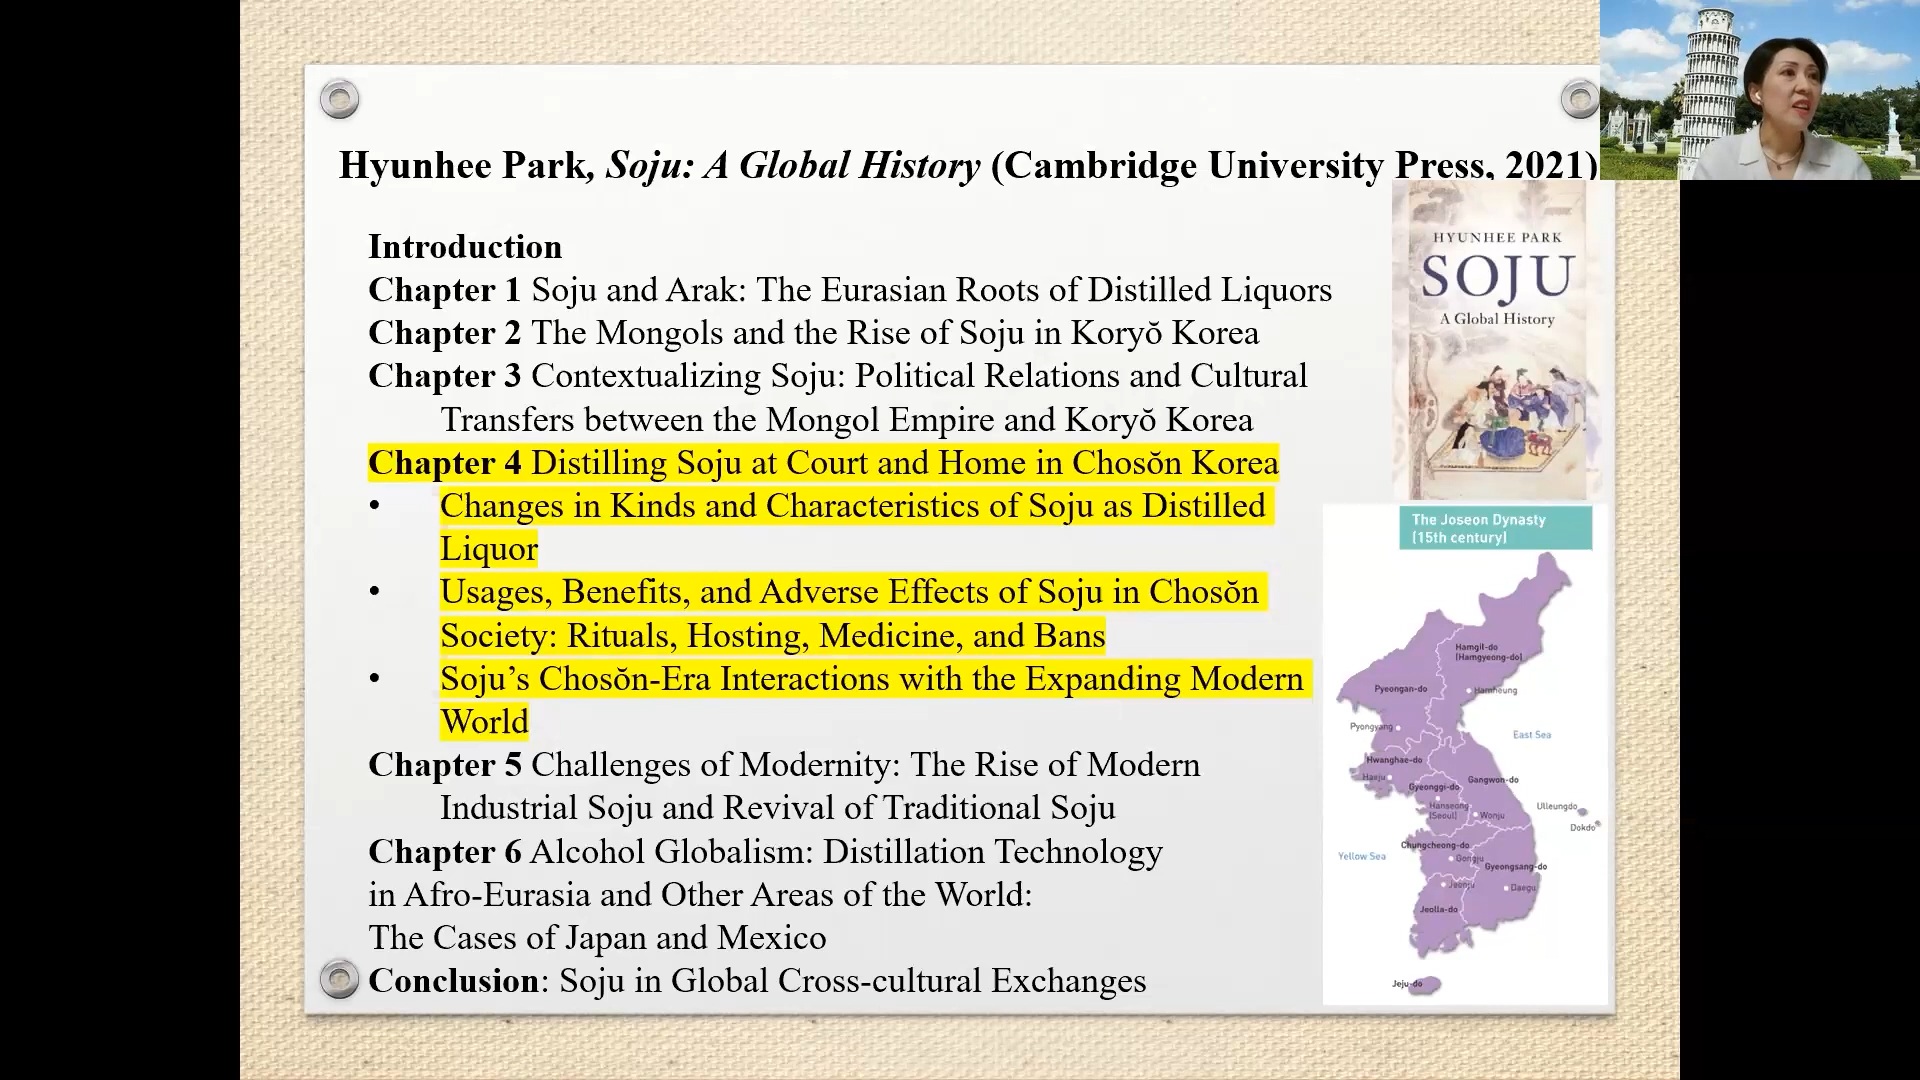 Hyunhee Park, Soju: A Global History (Cambridge University Press, 2021)
Introduction
Chapter 1 Soju and Arak: The Eurasian Roots of Distilled Liquors
Chapter 2 The Mongols and the Rise of Soju in Koryŏ Korea
Chapter 3 Contextualizing Soju: Political Relations and Cultural
Transfers between the Mongol Empire and Koryŏ Korea
Chapter 4 Distilling Soju at Court and Home in Chosŏn Korea
• Changes in Kinds and Characteristics of Soju as Distilled
Liquor
• Usages, Benefits, and Adverse Effects of Soju in Chosŏn
Society: Rituals, Hosting, Medicine, and Bans
• Soju’s Chosŏn-Era Interactions with the Expanding Modern
World
Chapter 5 Challenges of Modernity: The Rise of Modern
Industrial Soju and Revival of Traditional Soju
Chapter 6 Alcohol Globalism: Distillation Technology
in Afro-Eurasia and Other Areas of the World:
The Cases of Japan and Mexico
Conclusion: Soju in Global Cross-cultural Exchanges
HYUNHEE PARK
SOJU
A Global History
The Joseon Dynasty
(15th century)
Hamgil-do
(Hamgyeong-do)
Pyeongan-do
Hamheung
Pyongyang
East Sea
Hwanghae-do
Haeju
Gangwon-do
Gyeonggi-do
Hanseong
(Seoul)
Wonju
Ulleungdo
Dokdo
Chungcheong-do
Yellow Sea
Gongju
Gyeongsang-do
Jeonju
Daegu
Jeolla-do
Jeju-do